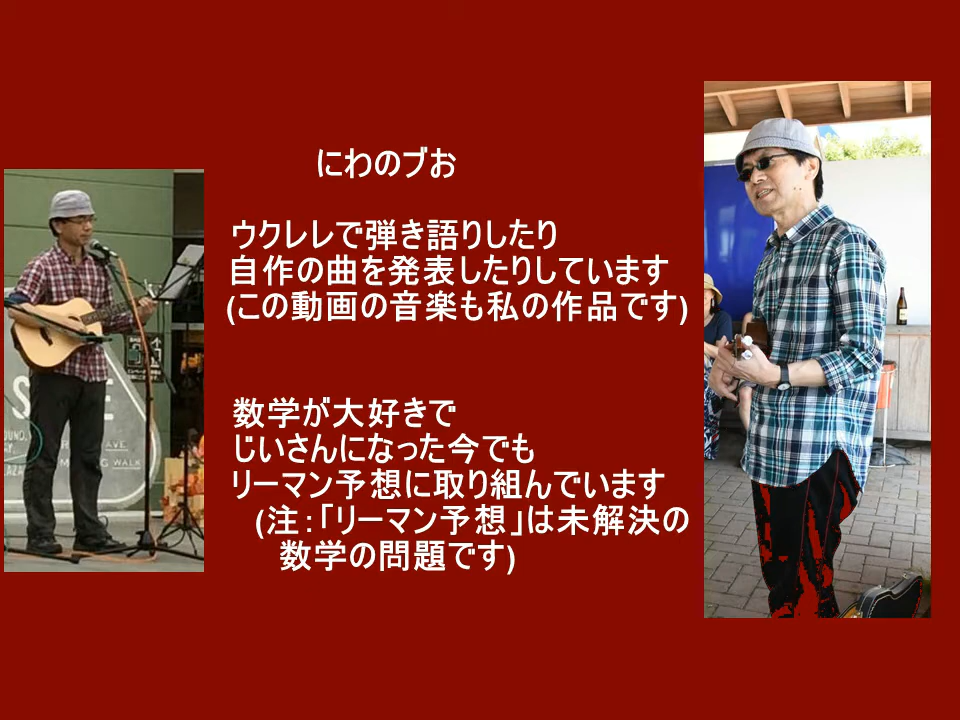 にわのブお
ウクレレで弾き語りしたり
自作の曲を発表したりしています
(この動画の音楽も私の作品です)
数学が大好きで
じいさんになった今でも
リーマン予想に取り組んでいます
(注:「リーマン予想」は未解決の
数学の問題です)
WALK